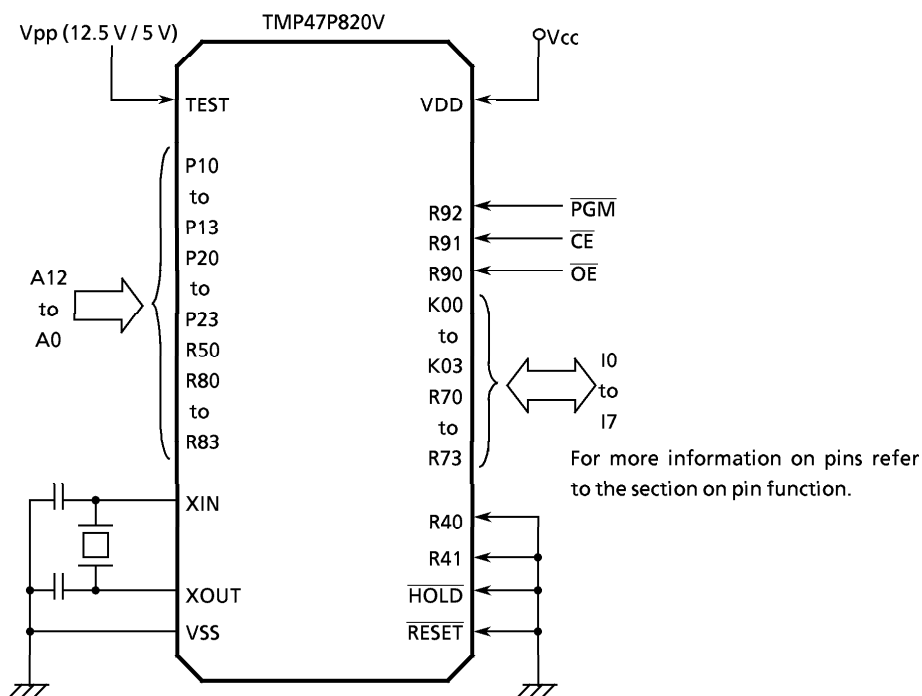 TMP47P820V
Vpp (12.5 V / 5 V)
Vcc
TEST
VDD
P10
to
P13
P20
to
P23
R50
R80
to
R83
A12
to
A0
R92
PGM
R91
CE
R90
OE
K00
to
K03
R70
to
R73
I0
to
I7
For more information on pins refer
to the section on pin function.
XIN
XOUT
VSS
R40
R41
HOLD
RESET